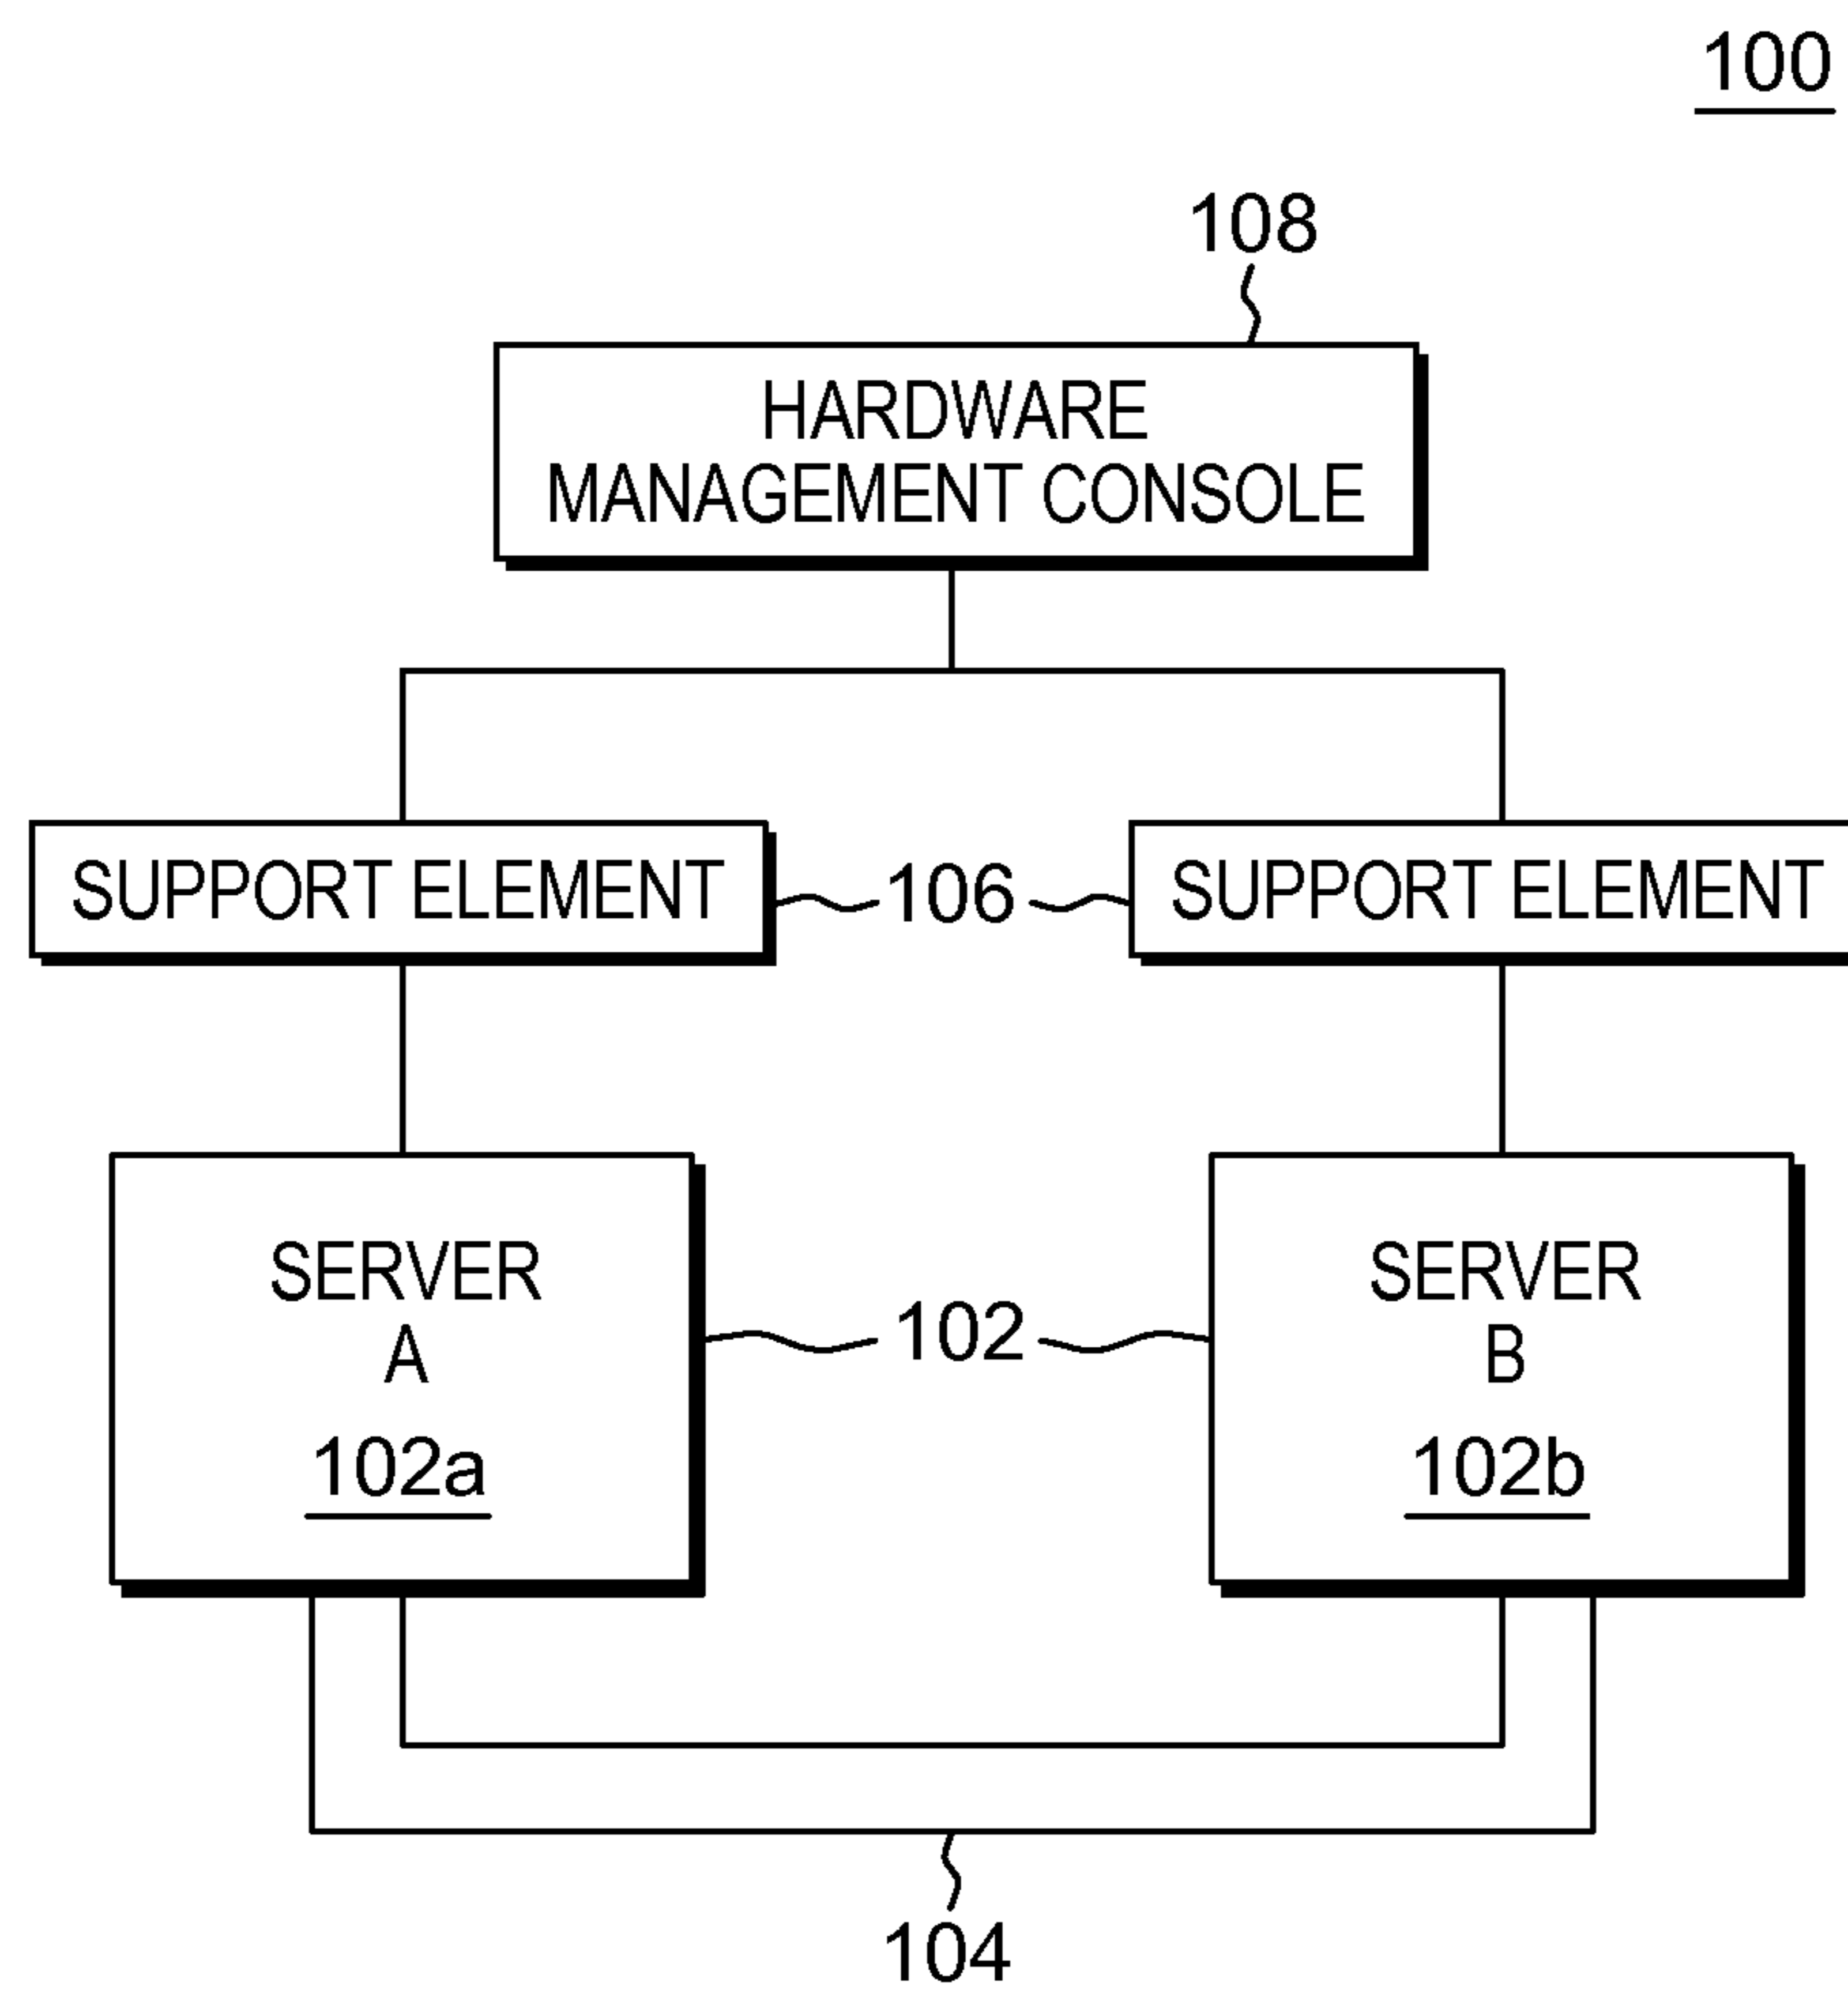 100
108
HARDWARE
MANAGEMENT CONSOLE
SUPPORT ELEMENT
106
SUPPORT ELEMENT
SERVER
A
102a
102
SERVER
B
102b
104